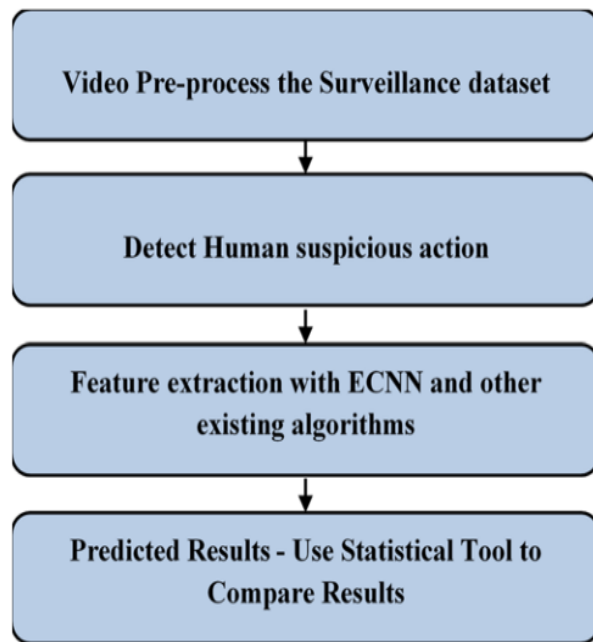 Video Pre-process the Surveillance dataset
Detect Human suspicious action
Feature extraction with ECNN and other
existing algorithms
Predicted Results - Use Statistical Tool to
Compare Results